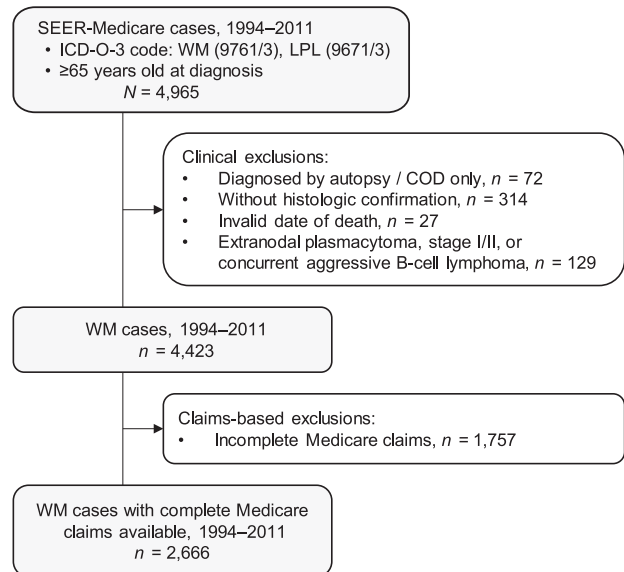 SEER-Medicare cases, 1994–2011
• ICD-O-3 code: WM (9761/3), LPL (9671/3)
• ≥65 years old at diagnosis
N = 4,965
Clinical exclusions:
• Diagnosed by autopsy / COD only, n = 72
• Without histologic confirmation, n = 314
• Invalid date of death, n = 27
• Extranodal plasmacytoma, stage I/II, or
concurrent aggressive B-cell lymphoma, n = 129
WM cases, 1994–2011
n = 4,423
Claims-based exclusions:
• Incomplete Medicare claims, n = 1,757
WM cases with complete Medicare
claims available, 1994–2011
n = 2,666